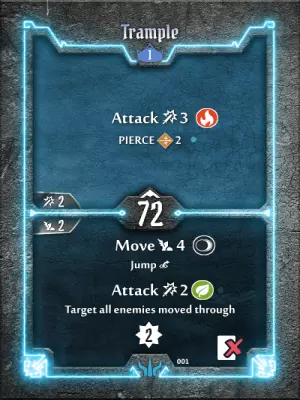 Trample
1
Attack 3
PIERCE 2
2
72
2
Move 4
Jump
Attack 2
Target all enemies moved through
2
001